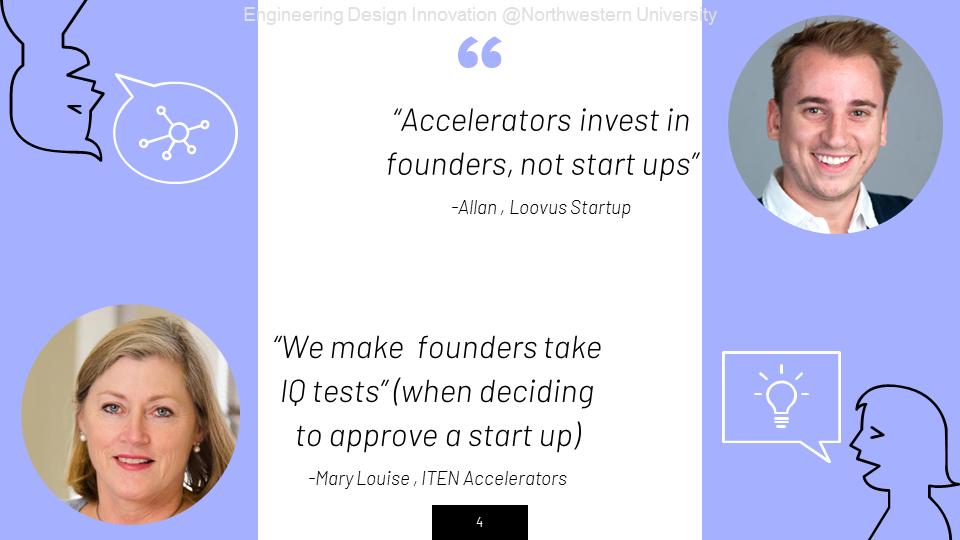 Engineering Design Innovation @Northwestern University
“
“Accelerators invest in
founders, not start ups”
-Allan , Loovus Startup
“We make  founders take
IQ tests” (when deciding
to approve a start up)
-Mary Louise , ITEN Accelerators
4